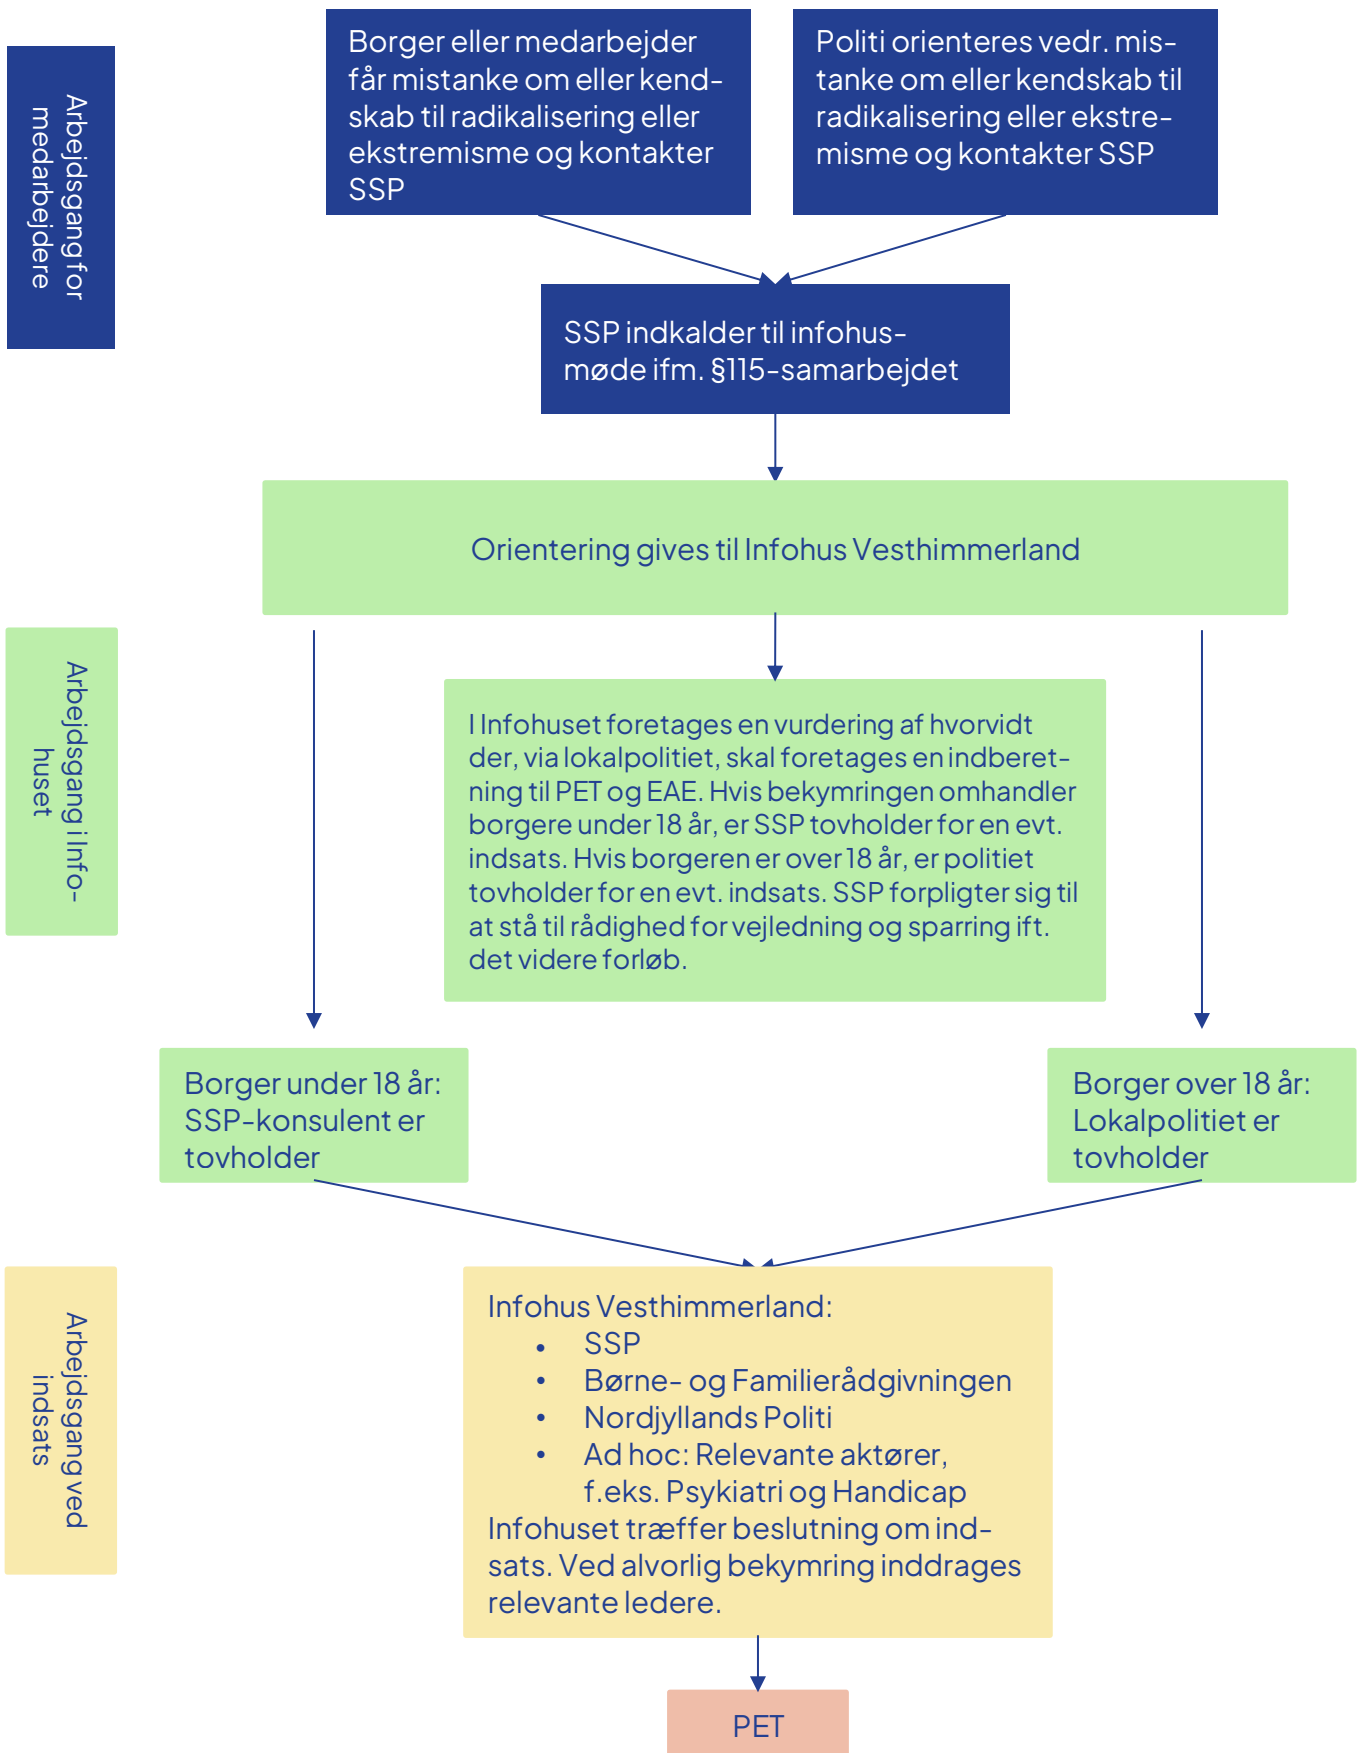 Arbejdsgang for
medarbejdere
Borger eller medarbejder
får mistanke om eller kend-
skab til radikalisering eller
ekstremisme og kontakter
SSP
Politi orienteres vedr. mis-
tanke om eller kendskab til
radikalisering eller ekstre-
misme og kontakter SSP
SSP indkalder til infohus-
møde ifm. §115-samarbejdet
Orientering gives til Infohus Vesthimmerland
Arbejdsgang i Info-
huset
I Infohuset foretages en vurdering af hvorvidt
der, via lokalpolitiet, skal foretages en indberet-
ning til PET og EAE. Hvis bekymringen omhandler
borgere under 18 år, er SSP tovholder for en evt.
indsats. Hvis borgeren er over 18 år, er politiet
tovholder for en evt. indsats. SSP forpligter sig til
at stå til rådighed for vejledning og sparring ift.
det videre forløb.
Borger under 18 år:
SSP-konsulent er
tovholder
Borger over 18 år:
Lokalpolitiet er
tovholder
Arbejdsgang ved
indsats
Infohus Vesthimmerland:
• SSP
• Børne- og Familierådgivningen
• Nordjyllands Politi
• Ad hoc: Relevante aktører,
f.eks. Psykiatri og Handicap
Infohuset træffer beslutning om ind-
sats. Ved alvorlig bekymring inddrages
relevante ledere.
PET